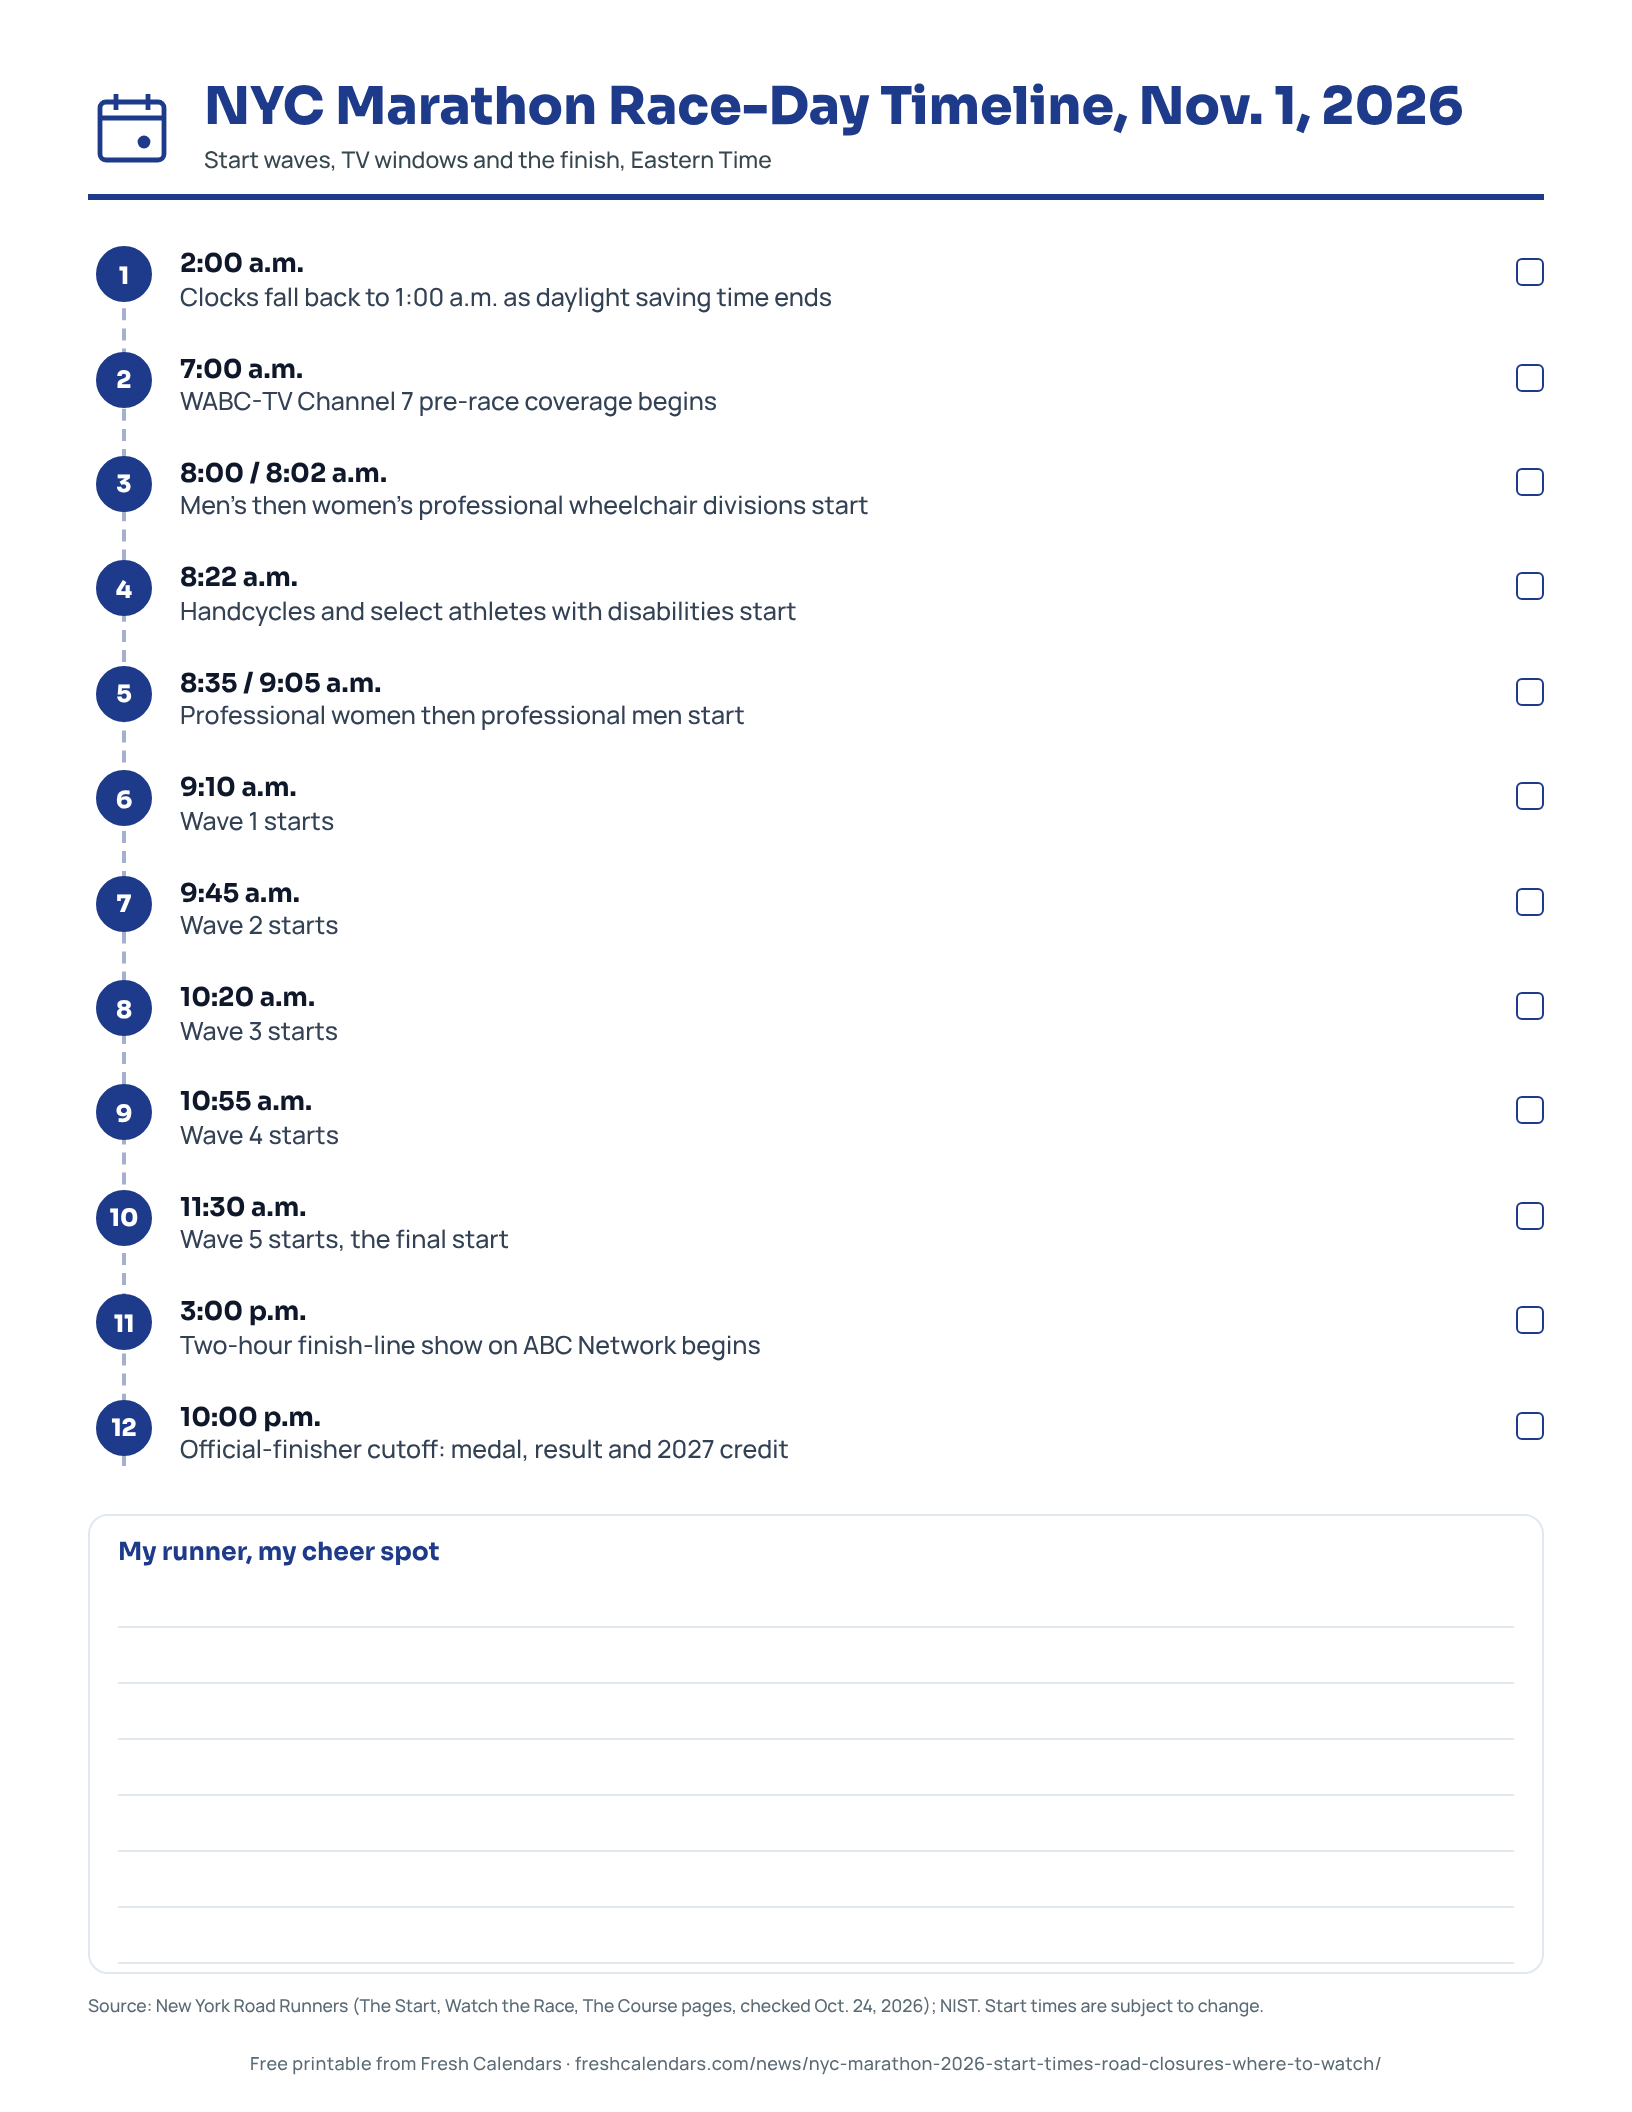 NYC Marathon Race-Day Timeline, Nov. 1, 2026
Start waves, TV windows and the finish, Eastern Time
1
2:00 a.m.
Clocks fall back to 1:00 a.m. as daylight saving time ends
2
7:00 a.m.
WABC-TV Channel 7 pre-race coverage begins
3
8:00 / 8:02 a.m.
Men’s then women’s professional wheelchair divisions start
4
8:22 a.m.
Handcycles and select athletes with disabilities start
5
8:35 / 9:05 a.m.
Professional women then professional men start
6
9:10 a.m.
Wave 1 starts
7
9:45 a.m.
Wave 2 starts
8
10:20 a.m.
Wave 3 starts
9
10:55 a.m.
Wave 4 starts
10
11:30 a.m.
Wave 5 starts, the final start
11
3:00 p.m.
Two-hour finish-line show on ABC Network begins
12
10:00 p.m.
Official-finisher cutoff: medal, result and 2027 credit
My runner, my cheer spot
Source: New York Road Runners (The Start, Watch the Race, The Course pages, checked Oct. 24, 2026); NIST. Start times are subject to change.
Free printable from Fresh Calendars · freshcalendars.com/news/nyc-marathon-2026-start-times-road-closures-where-to-watch/